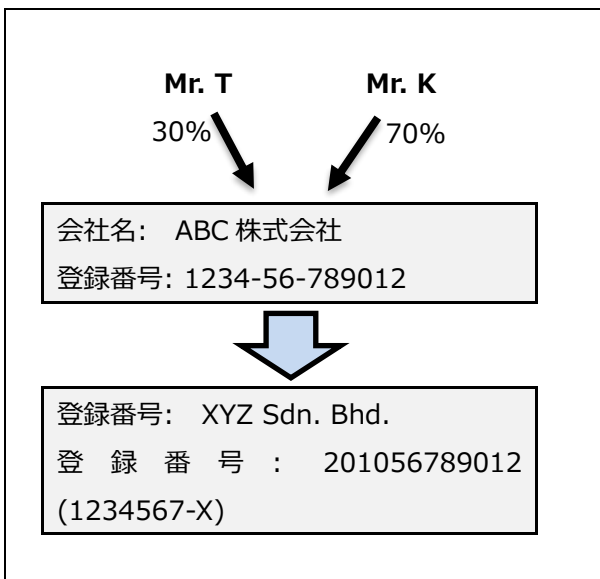 Mr. T Mr. K
30% 70%
会社名: ABC 株式会社
登録番号: 1234-56-789012
登録番号: XYZ Sdn. Bhd.
登録番号: 201056789012
(1234567-X)